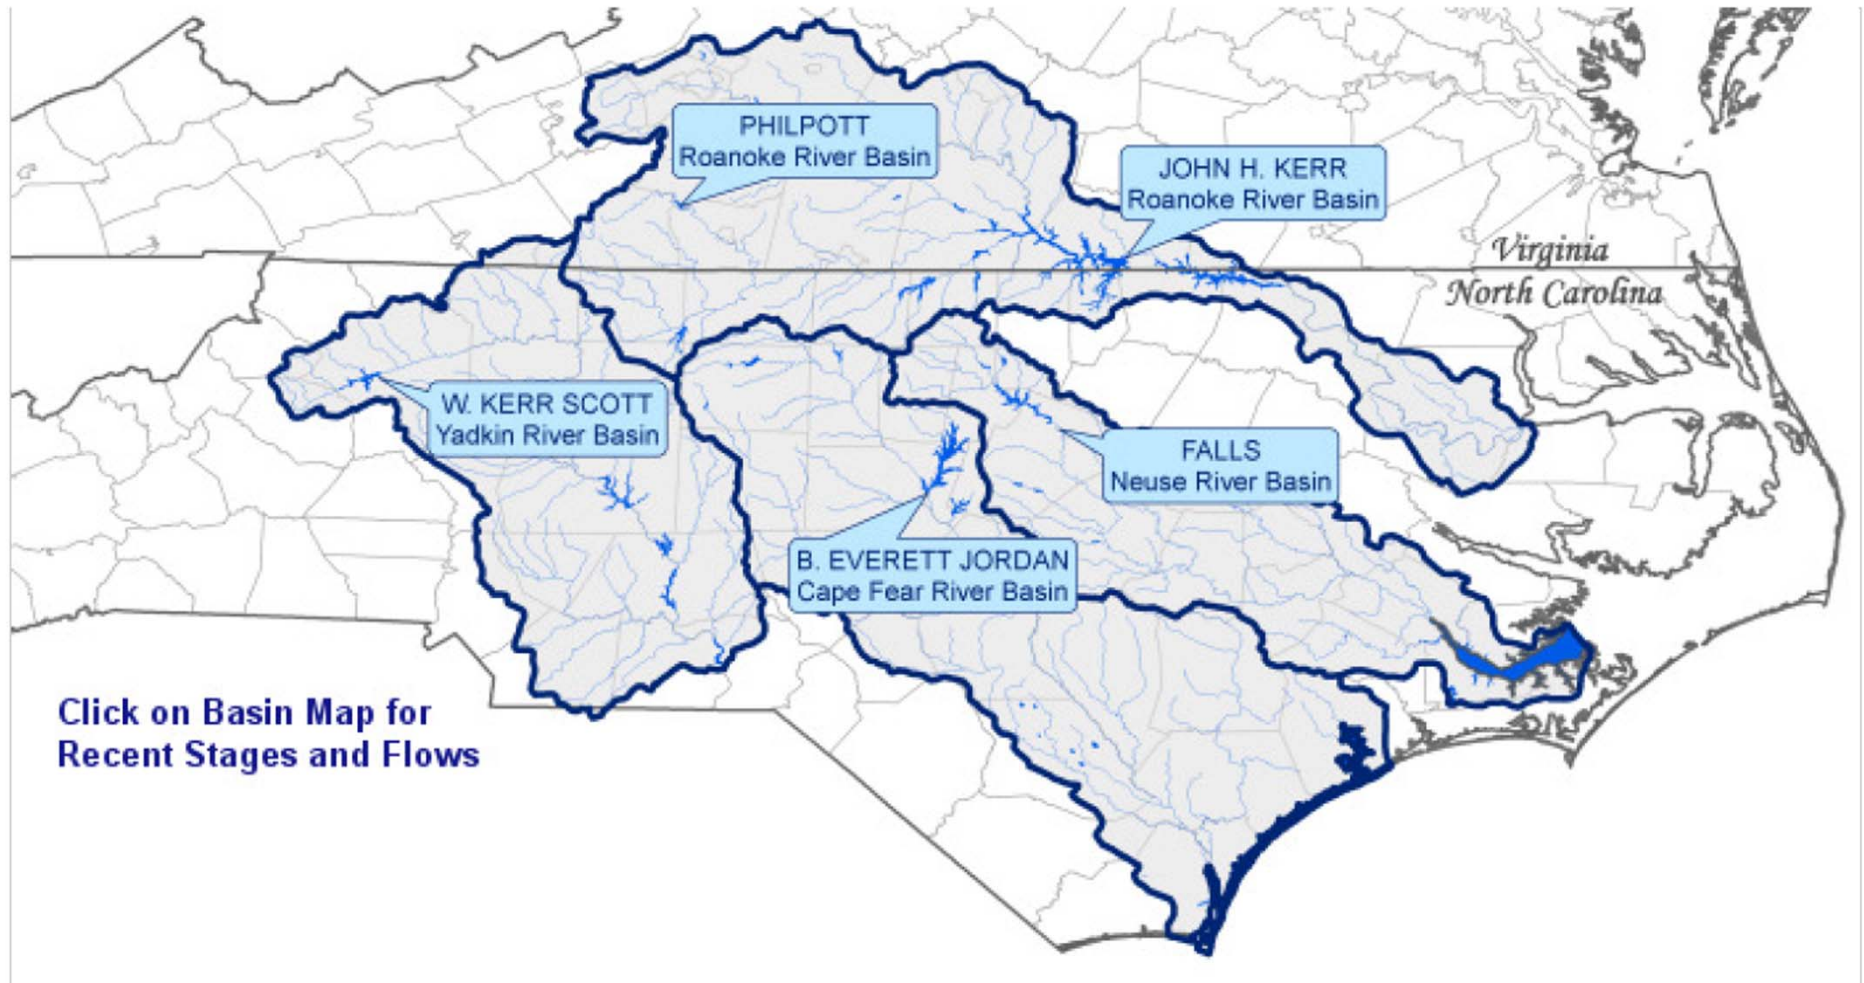 PHILPOTT
Roanoke River Basin
JOHN H. KERR
Roanoke River Basin
Virginia
North Carolina
W. KERR SCOTT
Yadkin River Basin
FALLS
Neuse River Basin
B. EVERETT JORDAN
Cape Fear River Basin
Click on Basin Map for
Recent Stages and Flows